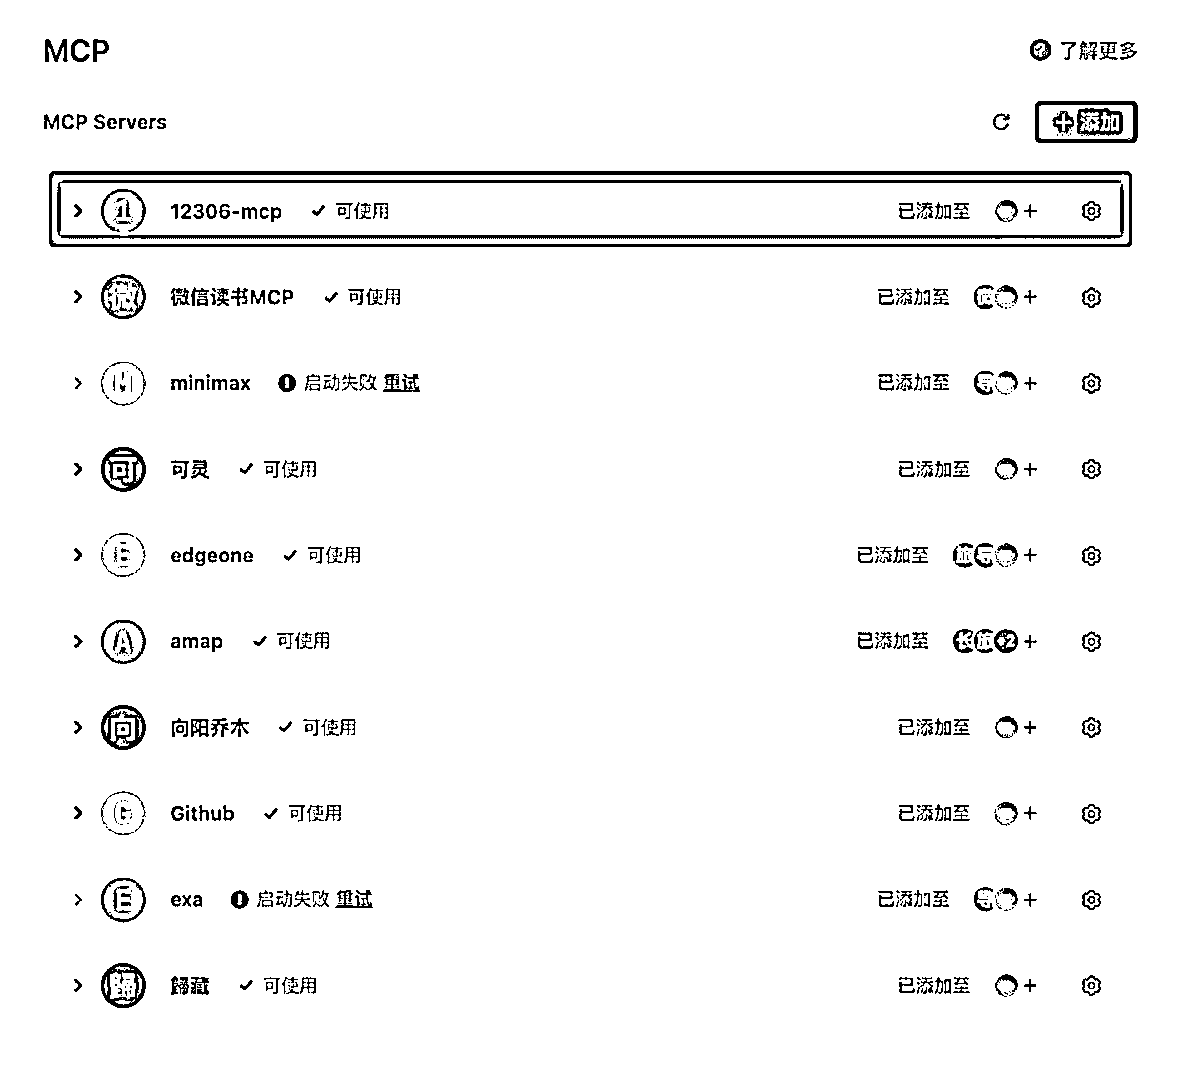 MCP
了解更多
MCP Servers
添加
12306-mcp 可使用 已添加至
微信读书MCP 可使用 已添加至
minimax 启动失败 重试 已添加至
可灵 可使用 已添加至
edgeone 可使用 已添加至
A amap 可使用 已添加至
向 向阳乔木 可使用 已添加至
G Github 可使用 已添加至
E exa 启动失败 重试 已添加至
歸藏 可使用 已添加至